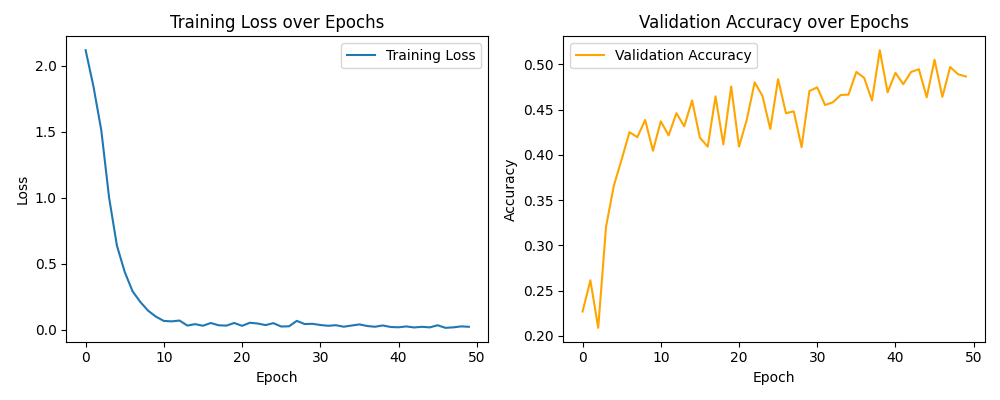 Training Loss over Epochs
Training Loss
2.0
1.5
1.0
0.5
0.0
Loss
0 10 20 30 40 50
Epoch
Validation Accuracy over Epochs
Validation Accuracy
0.50
0.45
0.40
0.35
0.30
0.25
0.20
Accuracy
0 10 20 30 40 50
Epoch